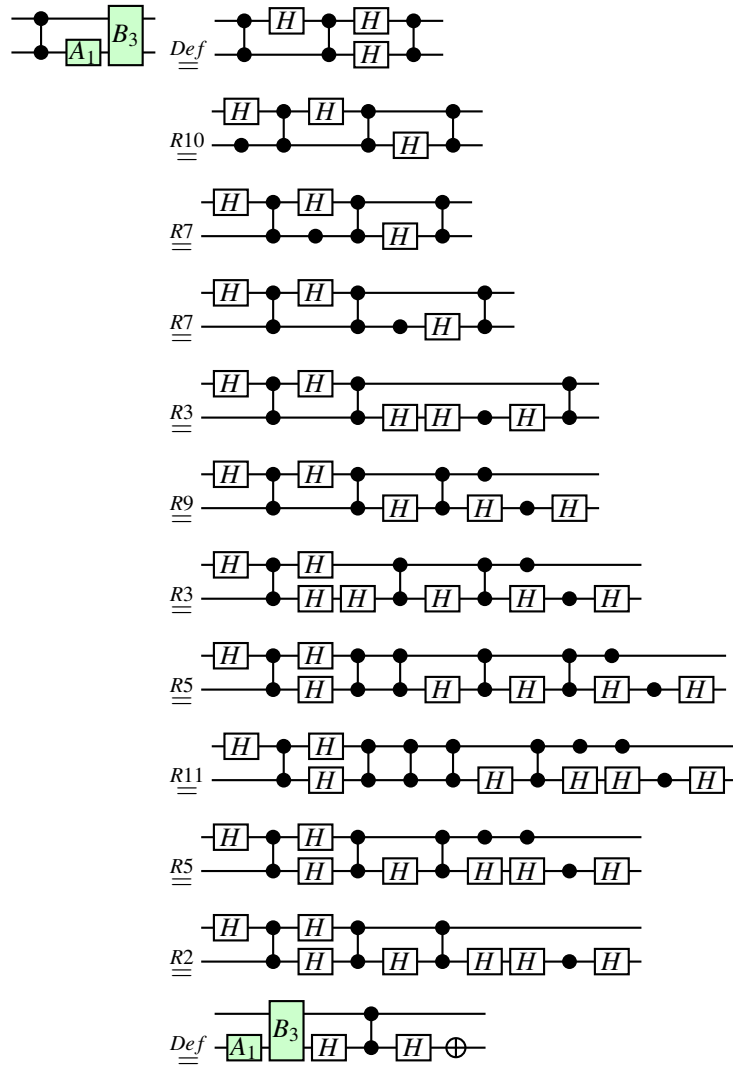 B₃ H H
A₁ Def = H
H H
R10 = H
H H
R7 = H
H H
R7 = H
H H
R3 = H H H
H H
R9 = H H H
H H
R3 = H H H H H
H H
R5 = H H H H H
H H
R11 = H H H H H
H H
R5 = H H H H H
H H
R2 = H H H H H
B₃
Def = A₁ H H